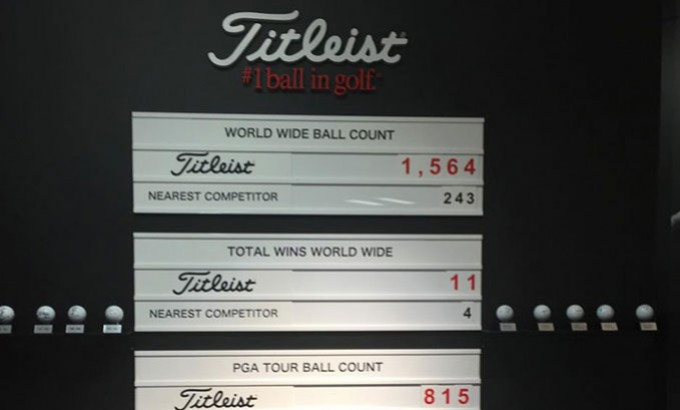 Titleist
#1 ball in golf.
WORLD WIDE BALL COUNT
Titleist 1,564
NEAREST COMPETITOR 243
TOTAL WINS WORLD WIDE
Titleist 11
NEAREST COMPETITOR 4
PGA TOUR BALL COUNT
Titleist 815